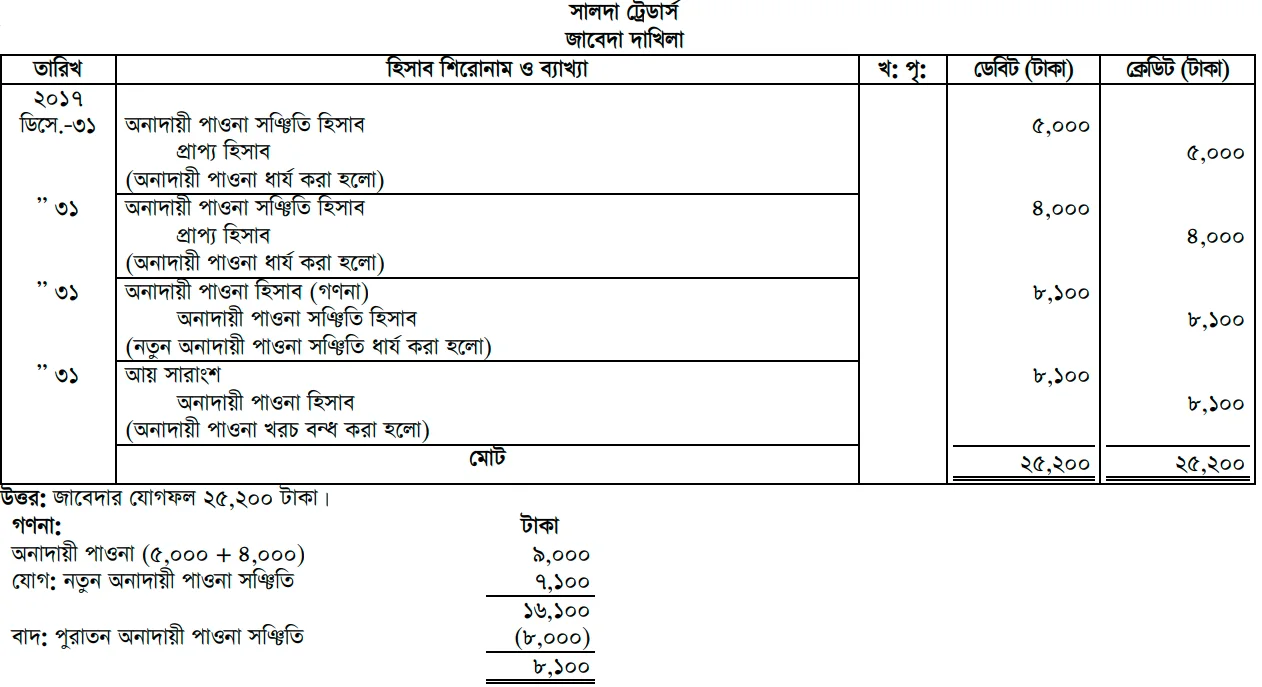 সালদা ট্রেডার্স
জাবেদা দাখিলা
তারিখ হিসাব শিরোনাম ও ব্যাখ্যা খ: পৃ: ডেবিট (টাকা) ক্রেডিট (টাকা)
২০১৭
ডিসে.-৩১ অনাদায়ী পাওনা সঞ্চিতি হিসাব ৫,০০০
প্রাপ্য হিসাব ৫,০০০
(অনাদায়ী পাওনা ধার্য করা হলো)
” ৩১ অনাদায়ী পাওনা সঞ্চিতি হিসাব ৪,০০০
প্রাপ্য হিসাব ৪,০০০
(অনাদায়ী পাওনা ধার্য করা হলো)
” ৩১ অনাদায়ী পাওনা হিসাব (গণনা) ৮,১০০
অনাদায়ী পাওনা সঞ্চিতি হিসাব ৮,১০০
(নতুন অনাদায়ী পাওনা সঞ্চিতি ধার্য করা হলো)
” ৩১ আয় সারাংশ ৮,১০০
অনাদায়ী পাওনা হিসাব ৮,১০০
(অনাদায়ী পাওনা খরচ বন্ধ করা হলো)
মোট ২৫,২০০ ২৫,২০০
উত্তর: জাবেদার যোগফল ২৫,২০০ টাকা।
গণনা: টাকা
অনাদায়ী পাওনা (৫,০০০ + ৪,০০০) ৯,০০০
যোগ: নতুন অনাদায়ী পাওনা সঞ্চিতি ৭,১০০
১৬,১০০
বাদ: পুরাতন অনাদায়ী পাওনা সঞ্চিতি (৮,০০০)
৮,১০০